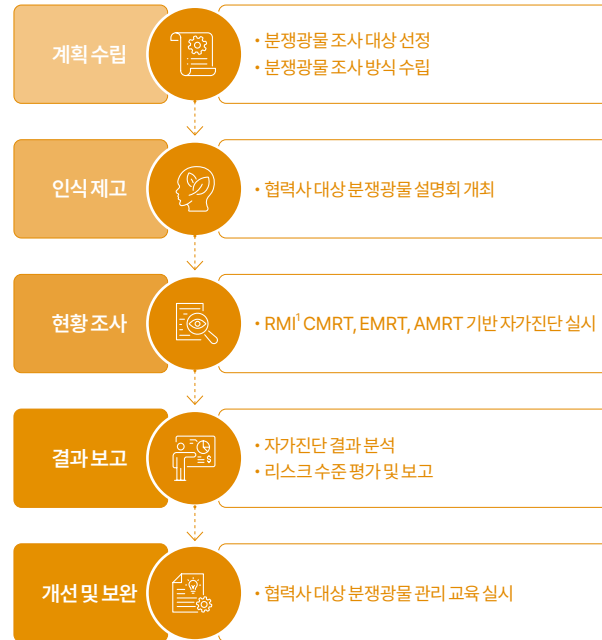 계획 수립
• 분쟁광물 조사 대상 선정
• 분쟁광물 조사 방식 수립
인식 제고
• 협력사 대상 분쟁광물 설명회 개최
현황 조사
• RMI¹ CMRT, EMRT, AMRT 기반 자가진단 실시
결과 보고
• 자가진단 결과 분석
• 리스크 수준 평가 및 보고
개선 및 보완
• 협력사 대상 분쟁광물 관리 교육 실시